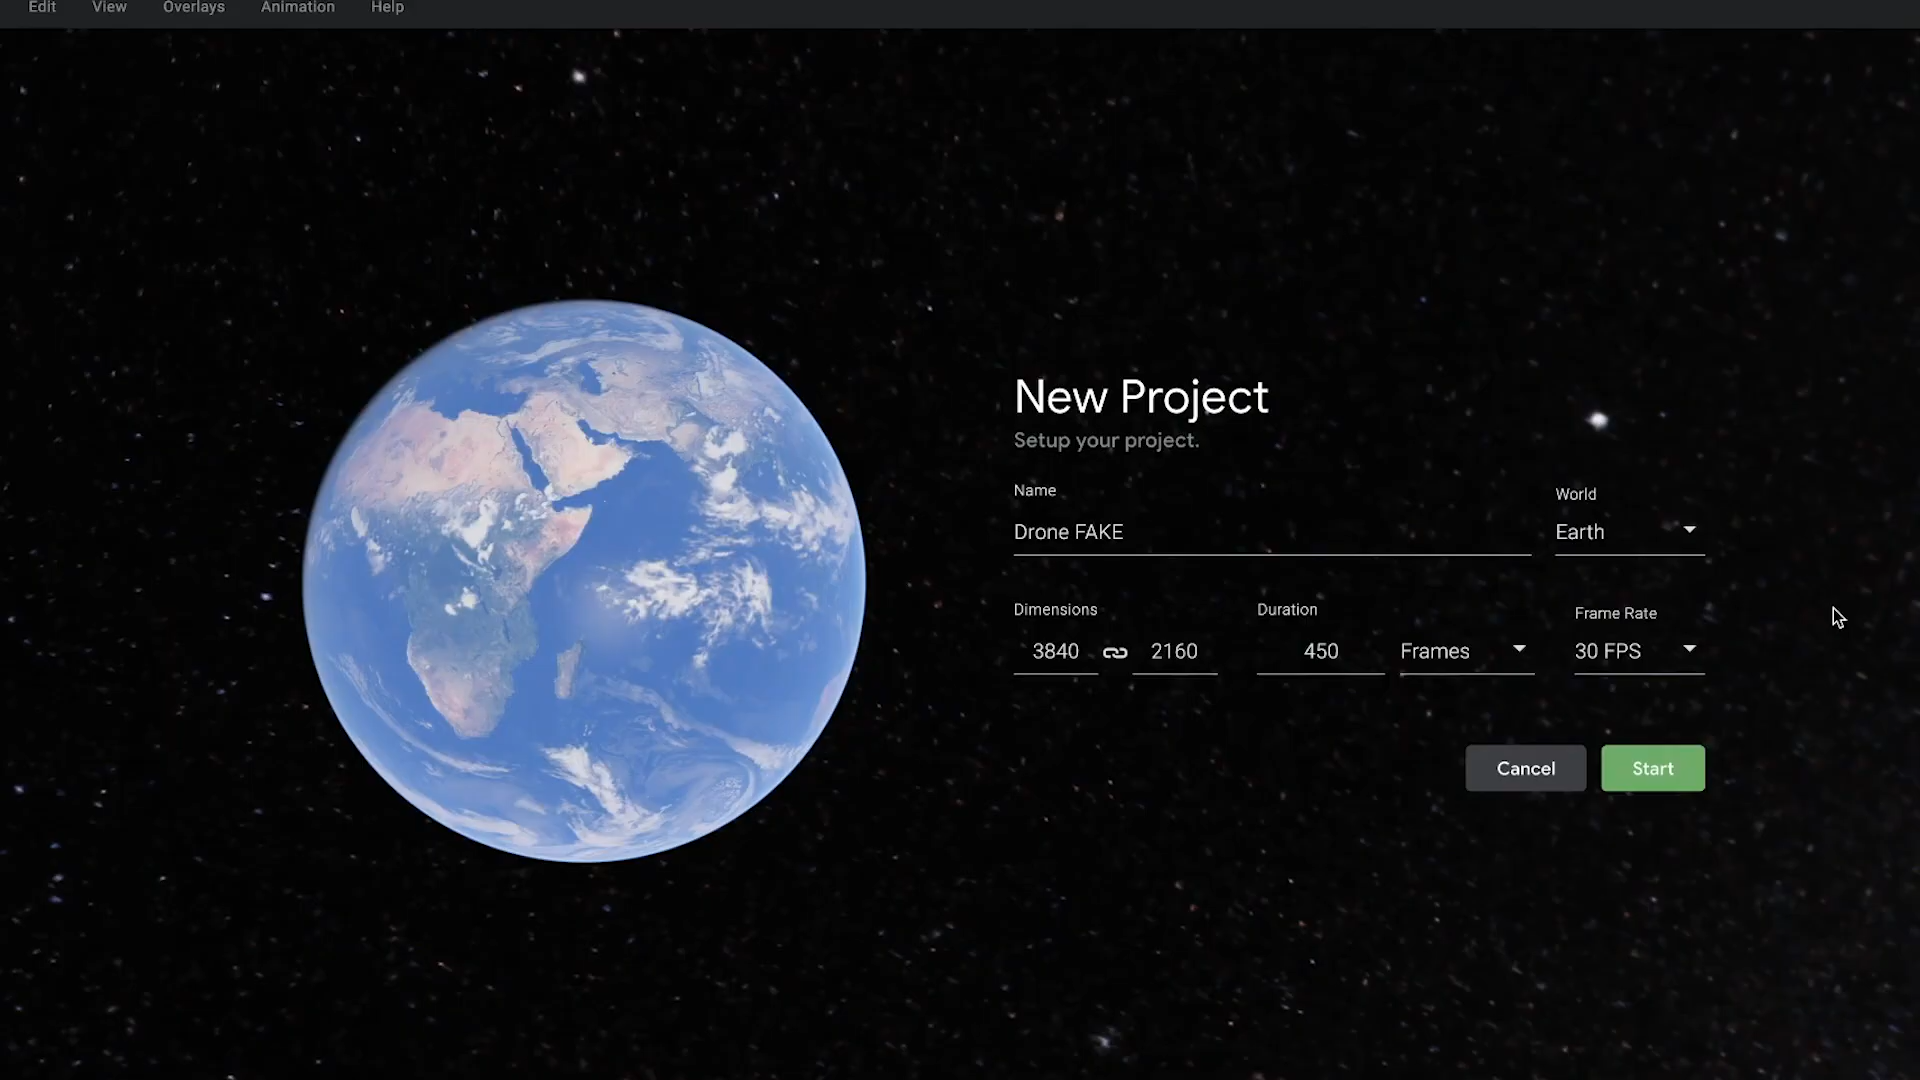 Edit View Overlays Animation Help
New Project
Setup your project.
Name
World
Drone FAKE
Earth
Dimensions
Duration
Frame Rate
3840 2160 450 Frames 30 FPS
Cancel Start